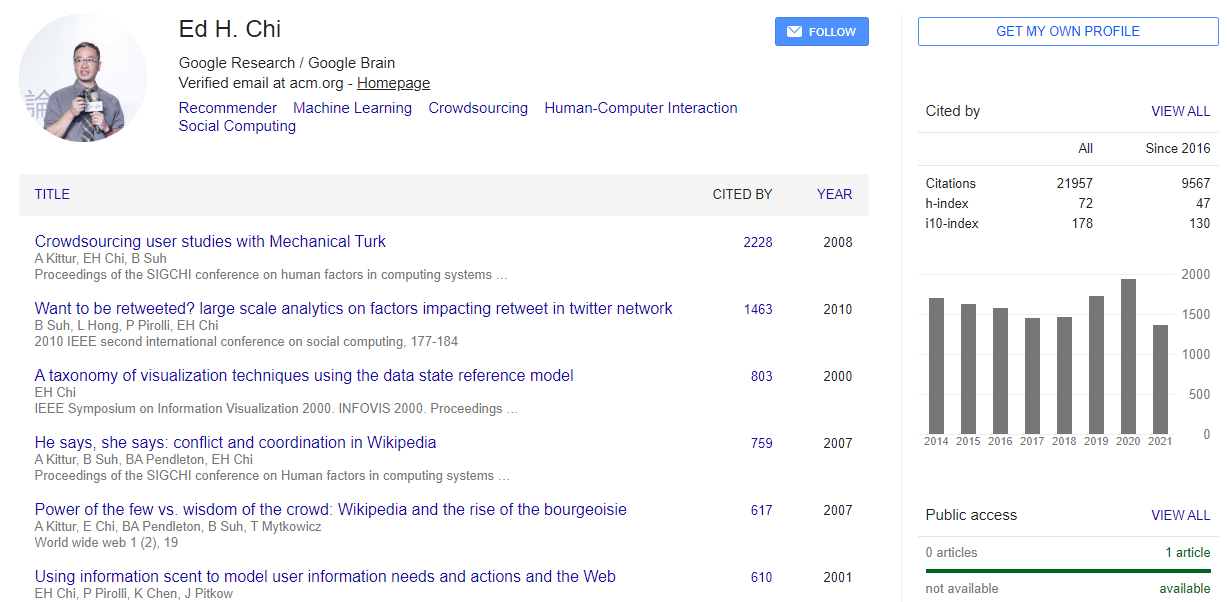 Ed H. Chi
FOLLOW
Google Research / Google Brain
Verified email at acm.org - Homepage
Recommender Machine Learning Crowdsourcing Human-Computer Interaction
Social Computing
論
TITLE CITED BY YEAR
Crowdsourcing user studies with Mechanical Turk 2228 2008
A Kittur, EH Chi, B Suh
Proceedings of the SIGCHI conference on human factors in computing systems …
Want to be retweeted? large scale analytics on factors impacting retweet in twitter network 1463 2010
B Suh, L Hong, P Pirolli, EH Chi
2010 IEEE second international conference on social computing, 177-184
A taxonomy of visualization techniques using the data state reference model 803 2000
EH Chi
IEEE Symposium on Information Visualization 2000. INFOVIS 2000. Proceedings …
He says, she says: conflict and coordination in Wikipedia 759 2007
A Kittur, B Suh, BA Pendleton, EH Chi
Proceedings of the SIGCHI conference on Human factors in computing systems …
Power of the few vs. wisdom of the crowd: Wikipedia and the rise of the bourgeoisie 617 2007
A Kittur, E Chi, BA Pendleton, B Suh, T Mytkowicz
World wide web 1 (2), 19
Using information scent to model user information needs and actions and the Web 610 2001
EH Chi, P Pirolli, K Chen, J Pitkow
GET MY OWN PROFILE
Cited by VIEW ALL
All Since 2016
Citations 21957 9567
h-index 72 47
i10-index 178 130
2000
1500
1000
500
0
2014 2015 2016 2017 2018 2019 2020 2021
Public access VIEW ALL
0 articles 1 article
not available available